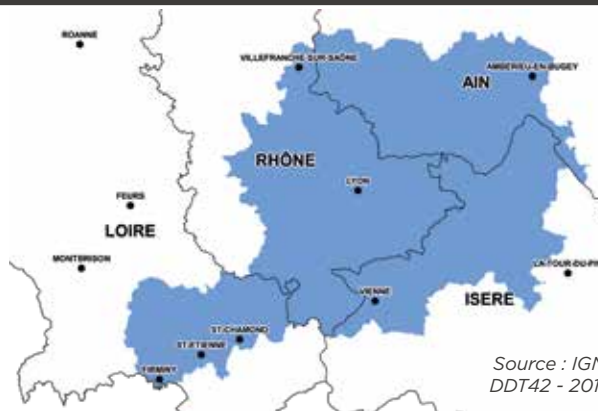 ROANNE
VILLEFRANCHE-SUR-SAÔNE
AMBERIEU-EN-BUGEY
AIN
RHÔNE
LYON
FEURS
LOIRE
MONTBRISON
LA-TOUR-DU-PI
VIENNE
ISERE
ST-CHAMOND
ST-ETIENNE
FIRMINY
Source : IGN
DDT42 - 201